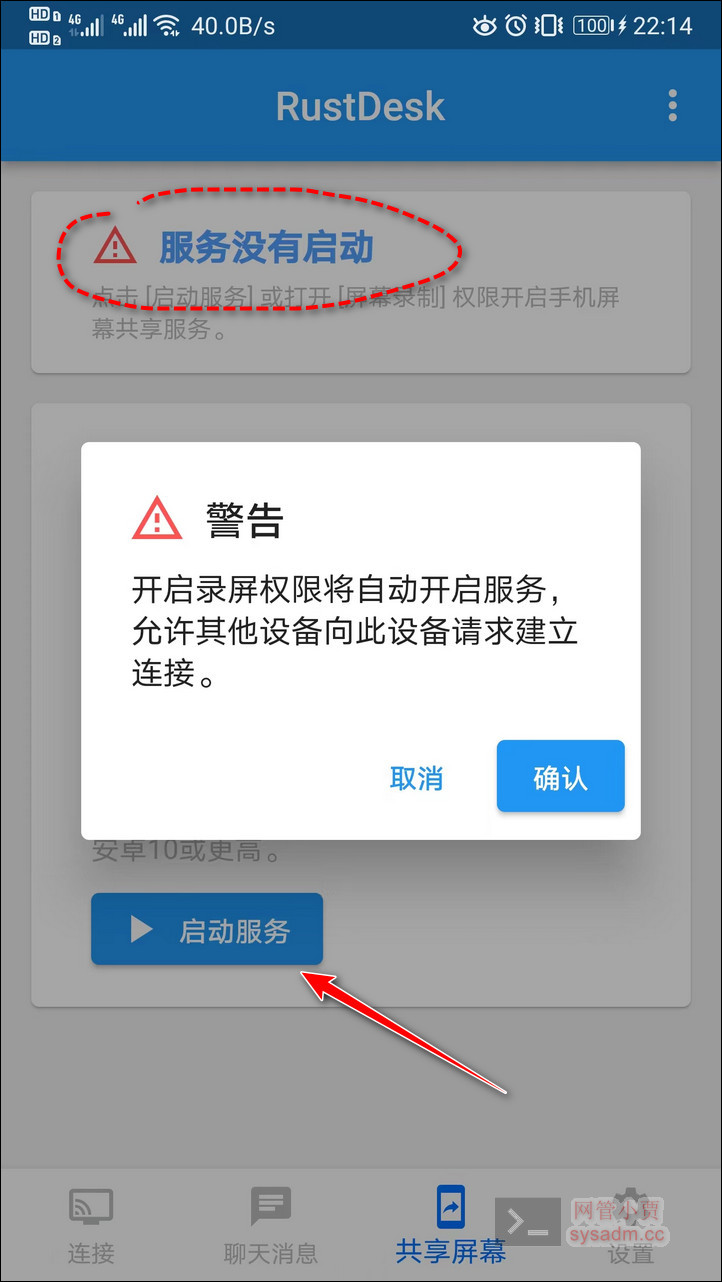 HD 1 4G 4G 40.0B/s 100 22:14
HD 2
RustDesk
服务没有启动
点击 [启动服务] 或打开 [屏幕录制] 权限开启手机屏
幕共享服务。
警告
开启录屏权限将自动开启服务，
允许其他设备向此设备请求建立
连接。
取消 确认
安卓10或更高。
启动服务
连接 聊天消息 共享屏幕 设置
网管小贾
sysadm.cc